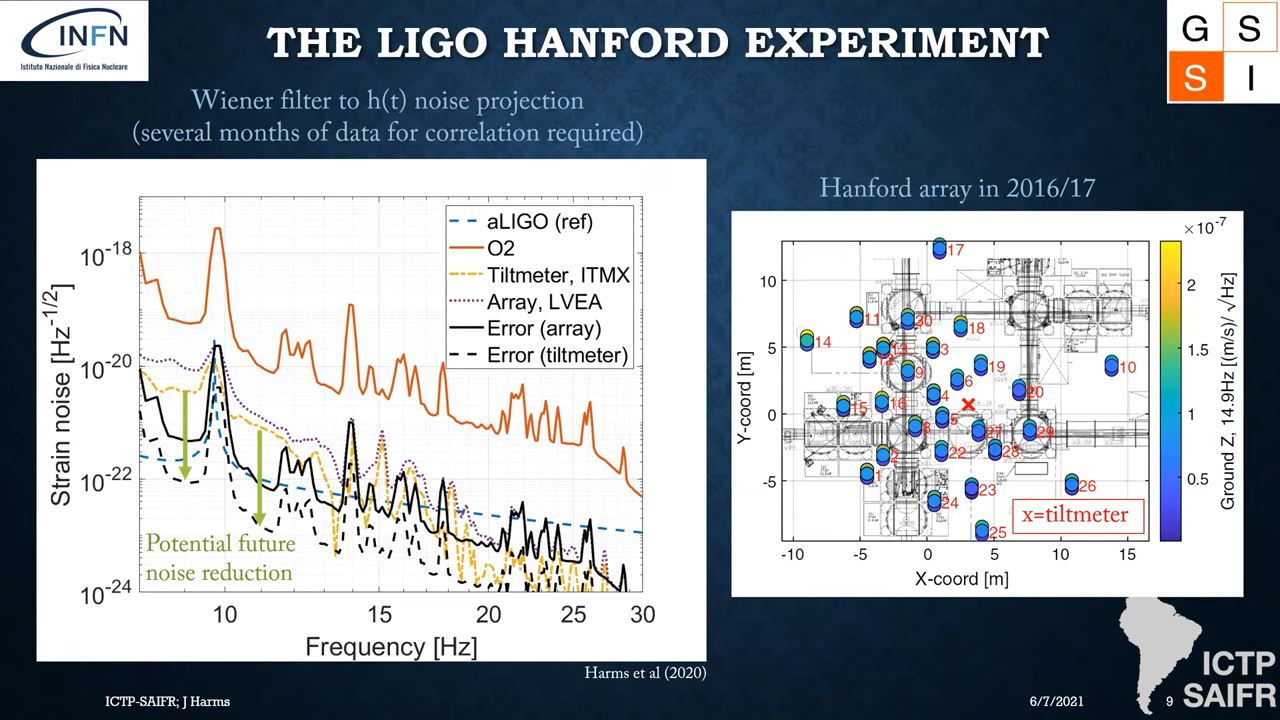 INFN
Istituto Nazionale di Fisica Nucleare
THE LIGO HANFORD EXPERIMENT
G S
S I
Wiener filter to h(t) noise projection
(several months of data for correlation required)
Strain noise [Hz-1/2]
10-18
10-20
10-22
10-24
aLIGO (ref)
O2
Tiltmeter, ITMX
Array, LVEA
Error (array)
Error (tiltmeter)
Potential future
noise reduction
10 15 20 25 30
Frequency [Hz]
Harms et al (2020)
Hanford array in 2016/17
Y-coord [m]
10
5
0
-5
17
11
30
18
14
3
19
10
9
6
20
4
16
15
5
8
27
29
2
22
28
1
23
26
24
25
x=tiltmeter
-10 -5 0 5 10 15
X-coord [m]
×10-7
2
1.5
1
0.5
Ground Z, 14.9Hz [(m/s)/ √Hz]
ICTP-SAIFR; J Harms
6/7/2021
9
ICTP
SAIFR